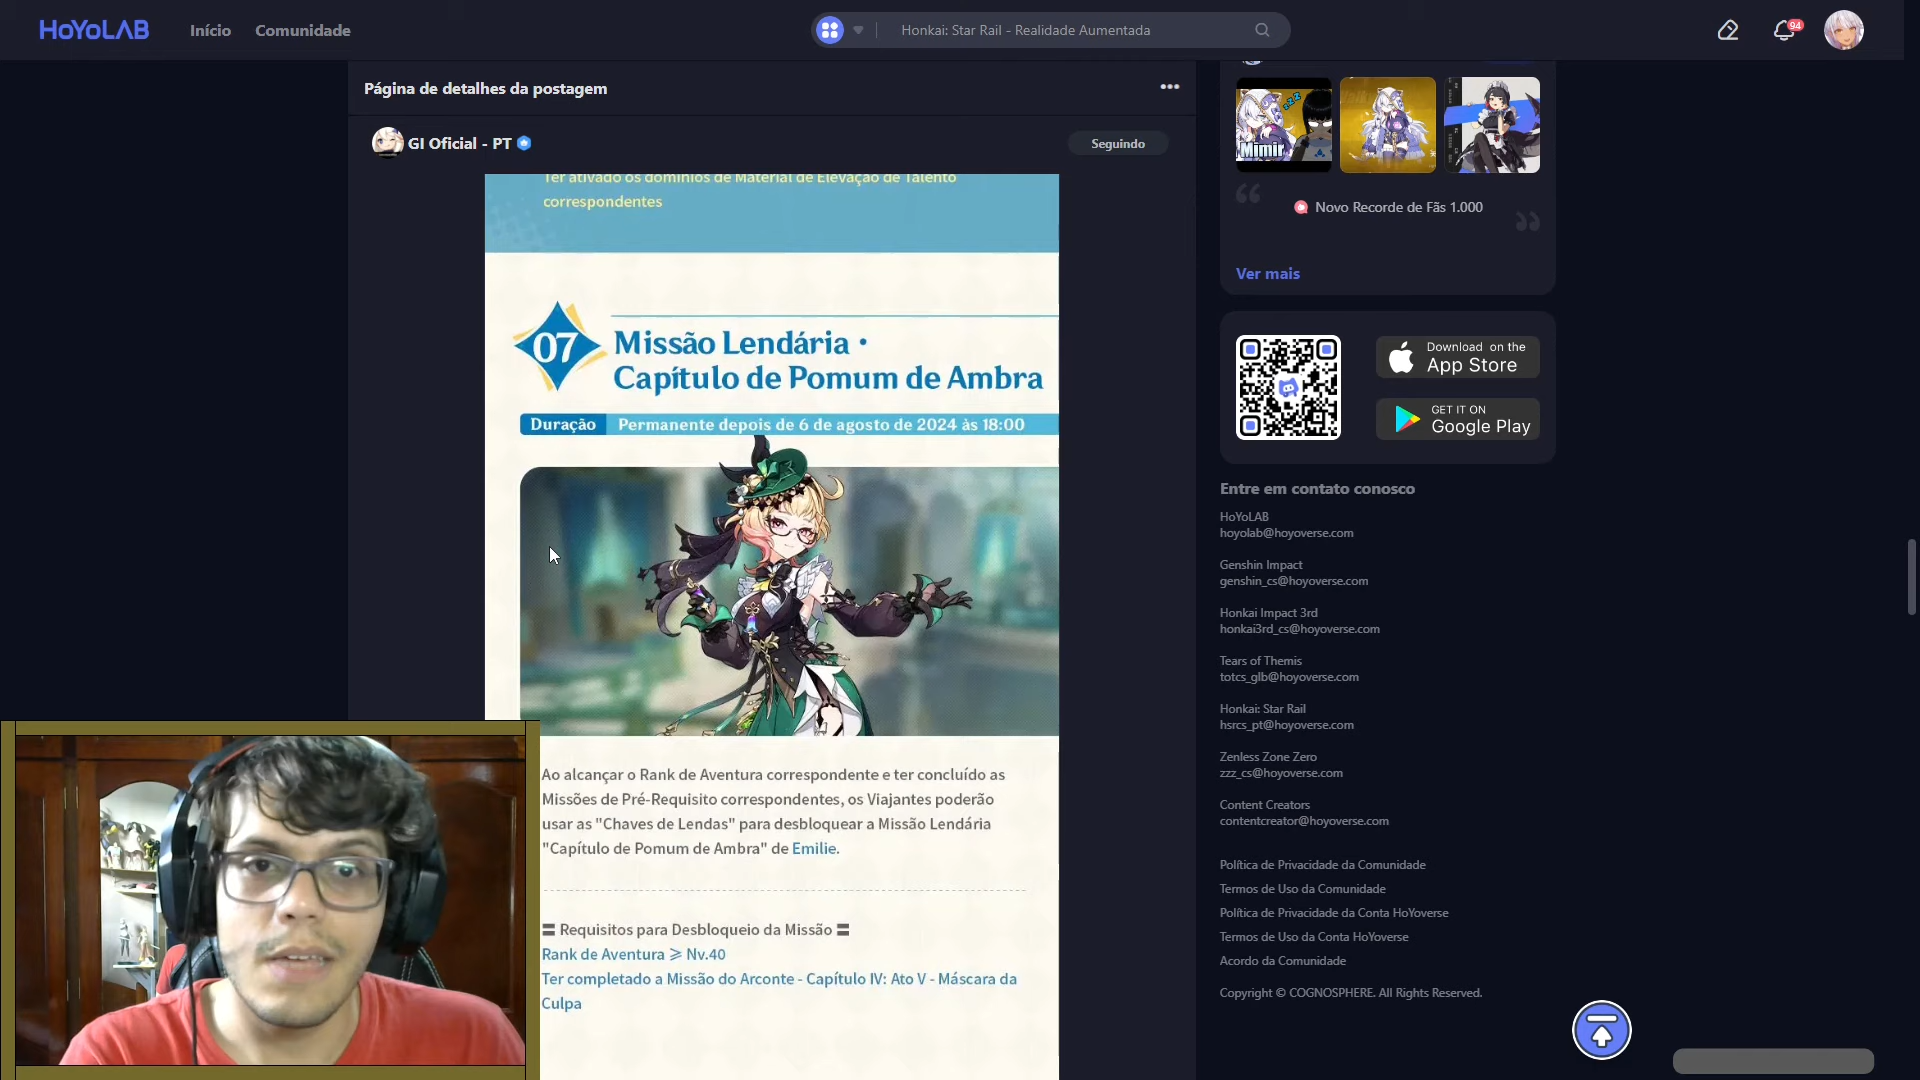 HoYoLAB
Início
Comunidade
Honkai: Star Rail - Realidade Aumentada
94
Página de detalhes da postagem
GI Oficial - PT
Seguindo
Ter ativado os domínios de Material de Elevação de Talento
correspondentes
07
Missão Lendária •
Capítulo de Pomum de Ambra
Duração
Permanente depois de 6 de agosto de 2024 às 18:00
Ao alcançar o Rank de Aventura correspondente e ter concluído as
Missões de Pré-Requisito correspondentes, os Viajantes poderão
usar as "Chaves de Lendas" para desbloquear a Missão Lendária
"Capítulo de Pomum de Ambra" de Emilie.
Requisitos para Desbloqueio da Missão
Rank de Aventura ⩾ Nv.40
Ter completado a Missão do Arconte - Capítulo IV: Ato V - Máscara da
Culpa
Mimir
Novo Recorde de Fãs 1.000
Ver mais
Download on the
App Store
GET IT ON
Google Play
Entre em contato conosco
HoYoLAB
hoyolab@hoyoverse.com
Genshin Impact
genshin_cs@hoyoverse.com
Honkai Impact 3rd
honkai3rd_cs@hoyoverse.com
Tears of Themis
totcs_glb@hoyoverse.com
Honkai: Star Rail
hsrcs_pt@hoyoverse.com
Zenless Zone Zero
zzz_cs@hoyoverse.com
Content Creators
contentcreator@hoyoverse.com
Política de Privacidade da Comunidade
Termos de Uso da Comunidade
Política de Privacidade da Conta HoYoverse
Termos de Uso da Conta HoYoverse
Acordo da Comunidade
Copyright © COGNOSPHERE. All Rights Reserved.